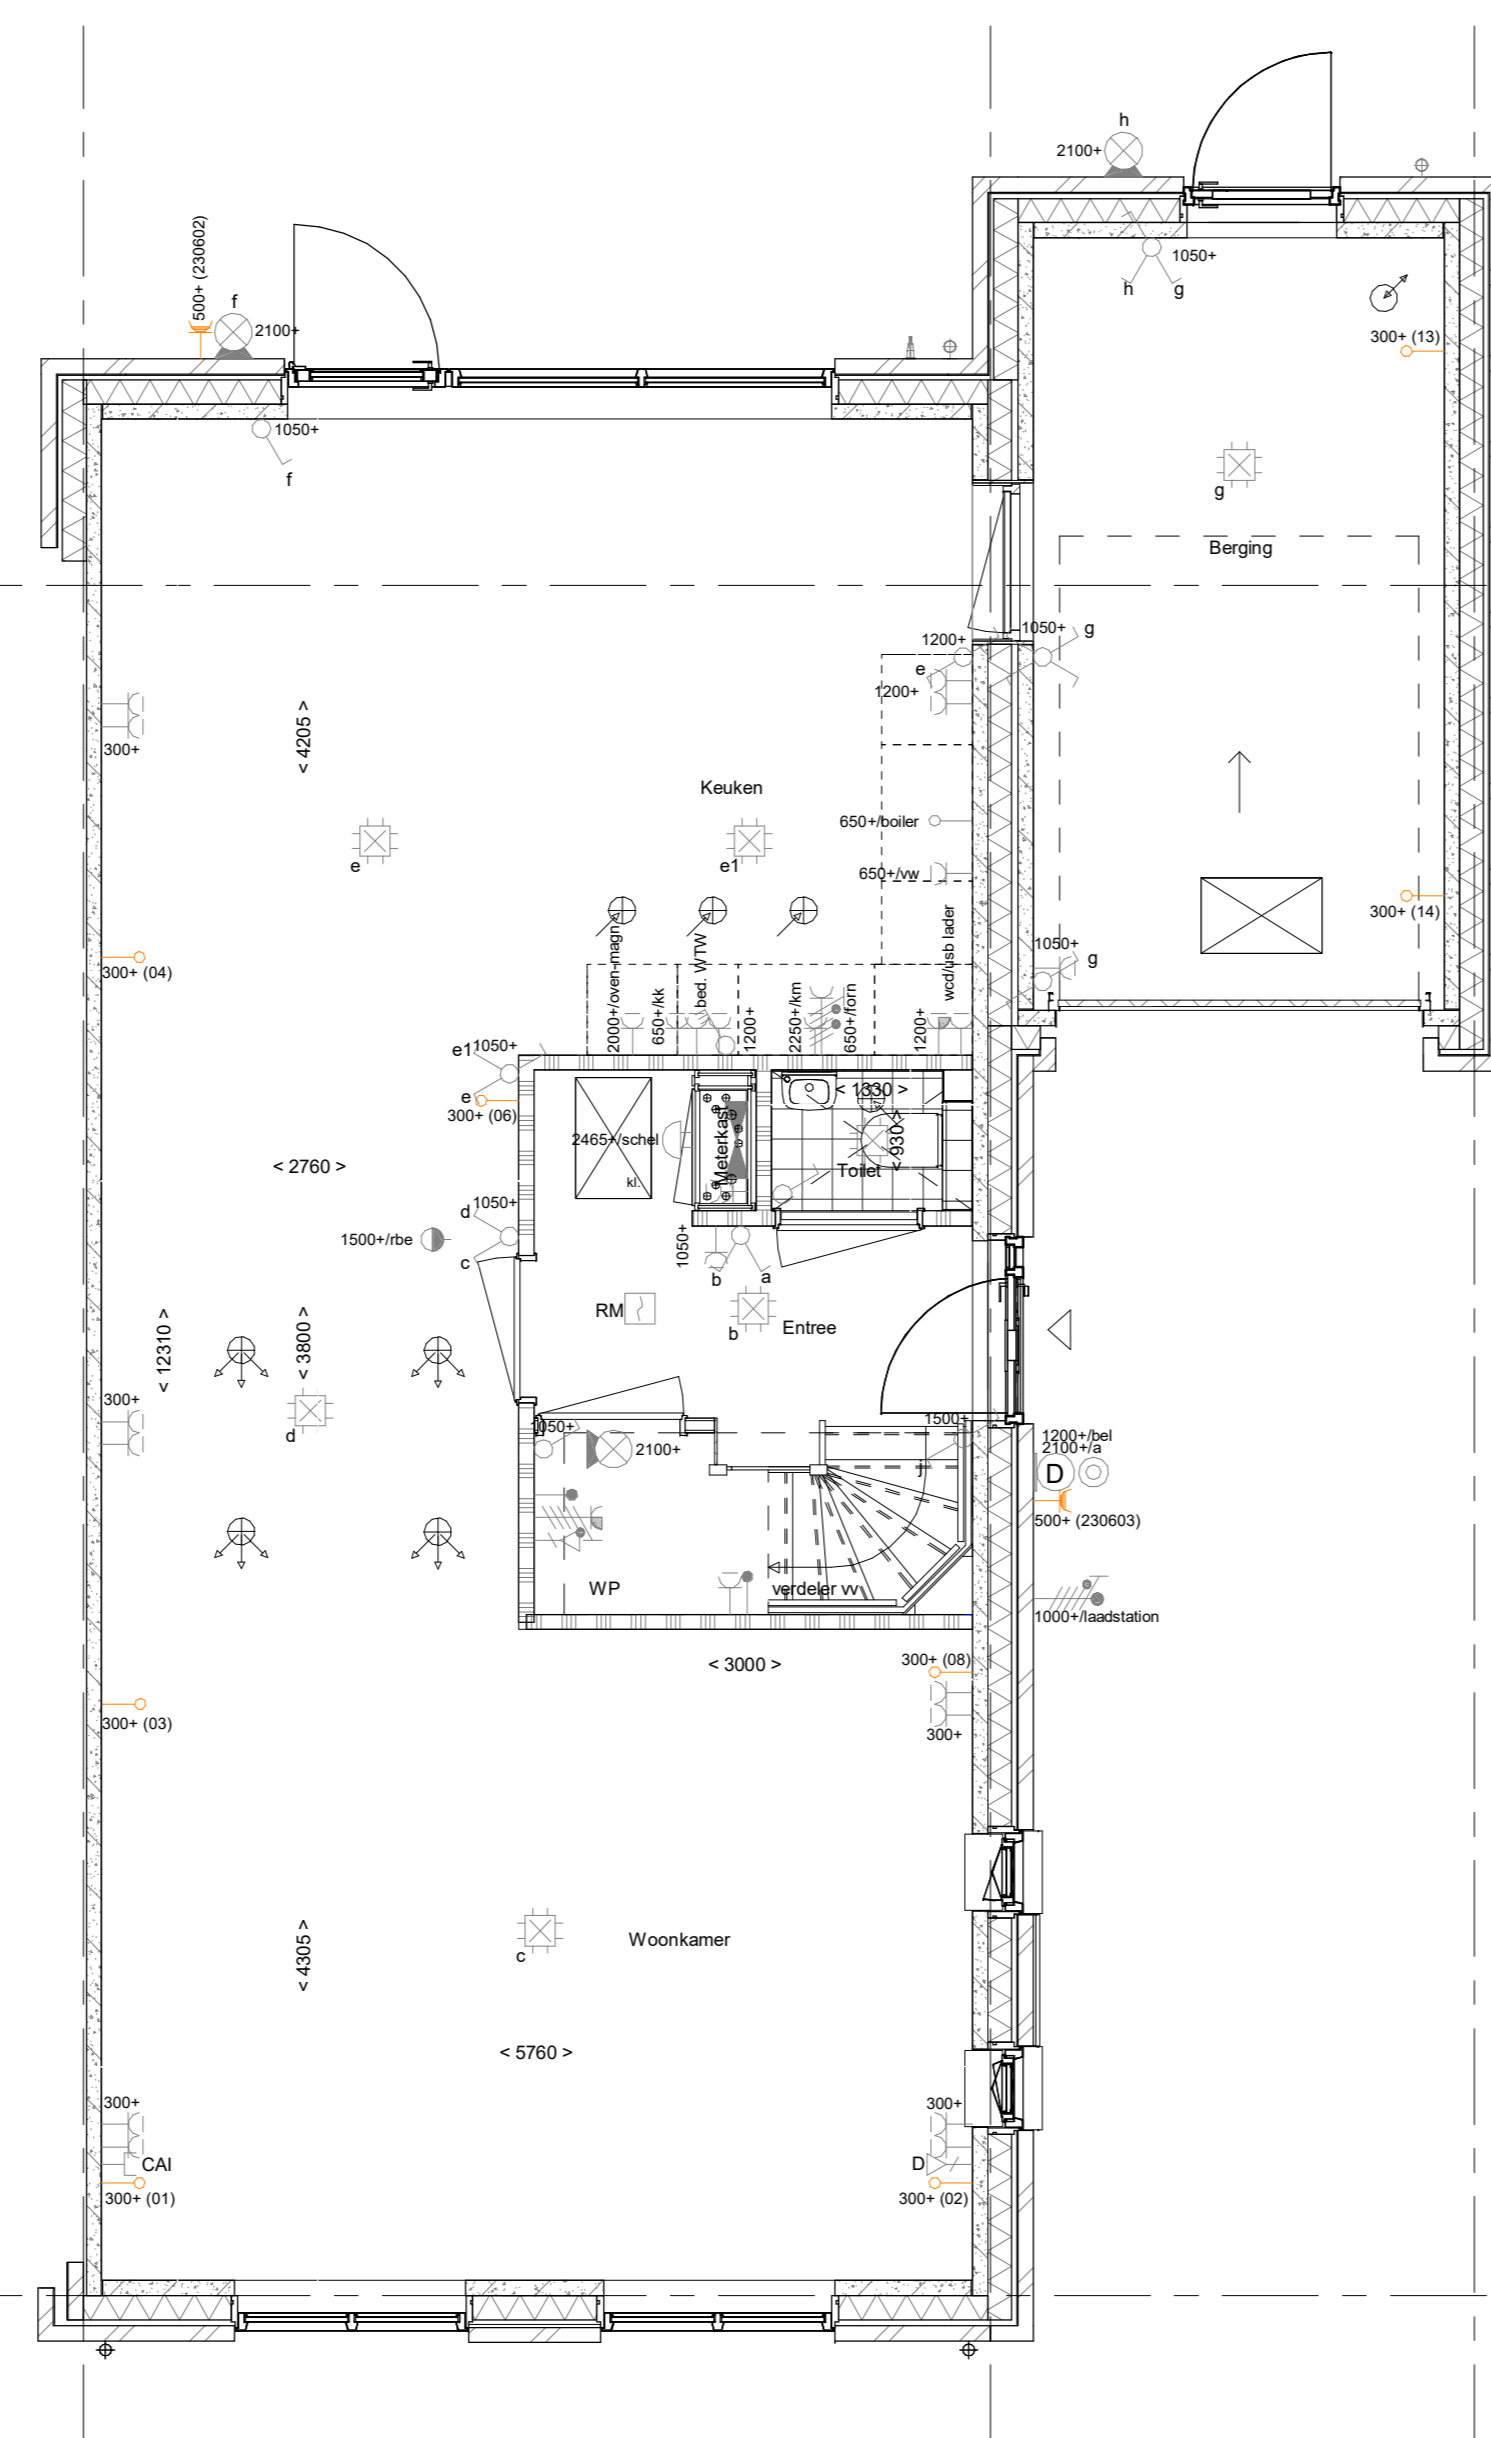 h
2100+
500+ (230602)
f
2100+
1050+
h
g
300+ (13)
1050+
f
g
Berging
1050+
g
1200+
e
1200+
300+
< 4205 >
Keuken
650+/boiler
e
e1
650+/vw
300+ (14)
wcd/usb lader
1050+
g
300+ (04)
2000+/oven-magn
650+/kk
bed. WTW
1200+
2250+/km
650+/forn
1200+
e1
1050+
e
300+ (06)
< 1330 >
< 930 >
2465+/schel
Meterkast
kl.
Toilet
< 2760 >
d
1050+
1500+/rbe
c
1050+
b
a
RM
b
Entree
< 12310 >
< 3800 >
300+
d
1050+
2100+
1500+
j
1200+/bel
2100+/a
D
500+ (230603)
WP
verdeler vv
1000+/laadstation
< 3000 >
300+ (08)
300+
300+ (03)
c
Woonkamer
< 4305 >
< 5760 >
300+
CAI
300+ (01)
300+
D
300+ (02)